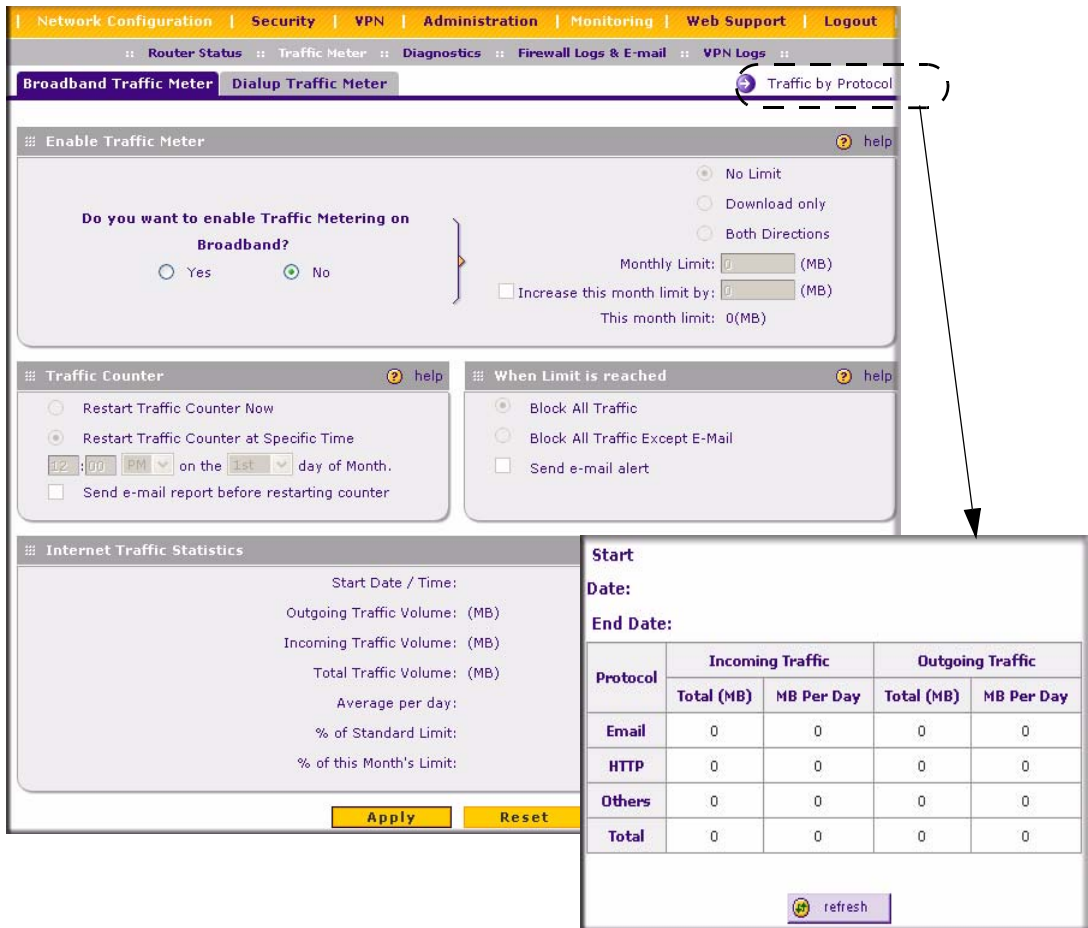 | Network Configuration | Security | VPN | Administration | Monitoring | Web Support | Logout |
:: Router Status :: Traffic Meter :: Diagnostics :: Firewall Logs & E-mail :: VPN Logs ::
Broadband Traffic Meter Dialup Traffic Meter Traffic by Protocol
Enable Traffic Meter ? help
Do you want to enable Traffic Metering on
Broadband?
Yes No
No Limit
Download only
Both Directions
Monthly Limit: 0 (MB)
Increase this month limit by: 0 (MB)
This month limit: 0(MB)
Traffic Counter ? help
Restart Traffic Counter Now
Restart Traffic Counter at Specific Time
12 : 00 PM on the 1st day of Month.
Send e-mail report before restarting counter
When Limit is reached ? help
Block All Traffic
Block All Traffic Except E-Mail
Send e-mail alert
Internet Traffic Statistics
Start Date / Time:
Outgoing Traffic Volume: (MB)
Incoming Traffic Volume: (MB)
Total Traffic Volume: (MB)
Average per day:
% of Standard Limit:
% of this Month's Limit:
Apply Reset
Start
Date:
End Date:
Protocol Incoming Traffic Outgoing Traffic
Total (MB) MB Per Day Total (MB) MB Per Day
Email 0 0 0 0
HTTP 0 0 0 0
Others 0 0 0 0
Total 0 0 0 0
refresh